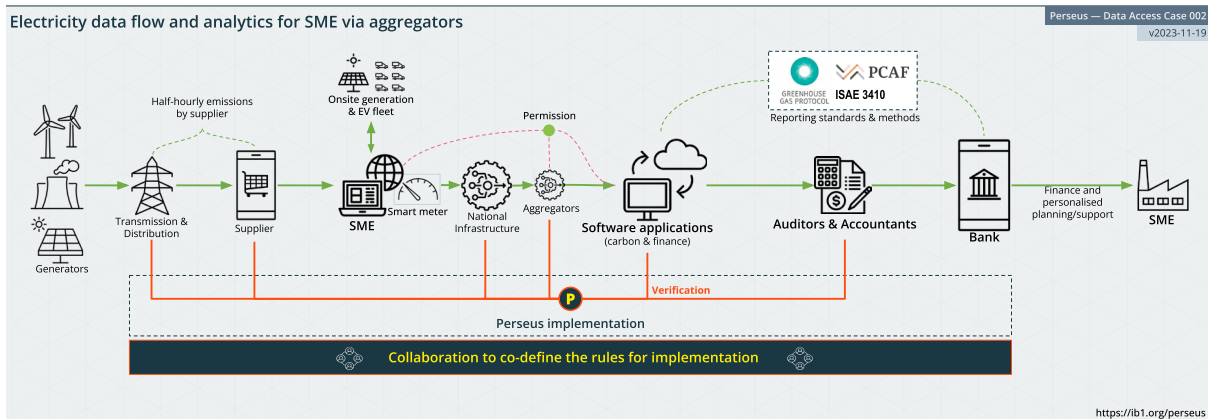 Electricity data flow and analytics for SME via aggregators
Perseus — Data Access Case 002
v2023-11-19
Half-hourly emissions
by supplier
Onsite generation
& EV fleet
Permission
GREENHOUSE
GAS PROTOCOL
PCAF
ISAE 3410
Reporting standards & methods
Generators
Transmission &
Distribution
Supplier
SME
Smart meter
National
Infrastructure
Aggregators
Software applications
(carbon & finance)
Auditors & Accountants
Bank
Finance and
personalised
planning/support
SME
P
Verification
Perseus implementation
Collaboration to co-define the rules for implementation
https://ib1.org/perseus